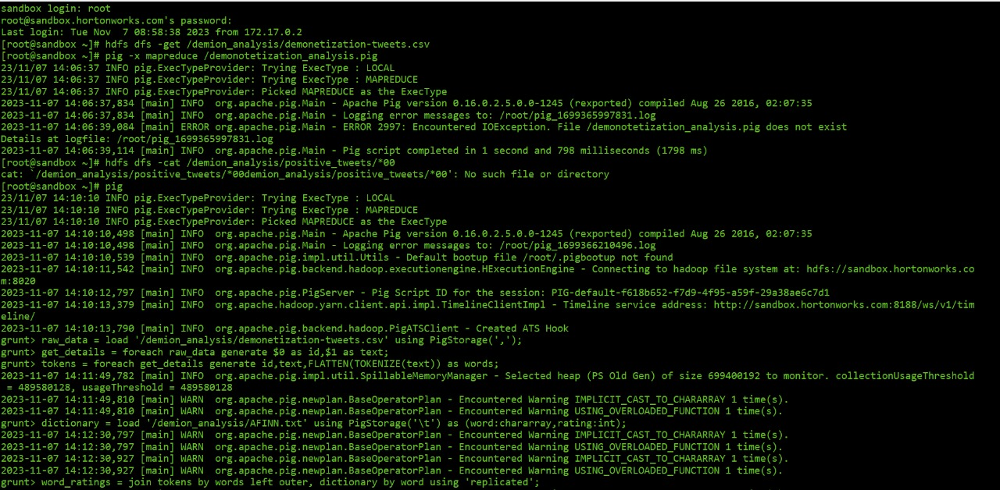 sandbox login: root
root@sandbox.hortonworks.com's password:
Last login: Tue Nov  7 08:58:38 2023 from 172.17.0.2
[root@sandbox ~]# hdfs dfs -get /demion_analysis/demonetization-tweets.csv
[root@sandbox ~]# pig -x mapreduce /demonotetization_analysis.pig
23/11/07 14:06:37 INFO pig.ExecTypeProvider: Trying ExecType : LOCAL
23/11/07 14:06:37 INFO pig.ExecTypeProvider: Trying ExecType : MAPREDUCE
23/11/07 14:06:37 INFO pig.ExecTypeProvider: Picked MAPREDUCE as the ExecType
2023-11-07 14:06:37,834 [main] INFO  org.apache.pig.Main - Apache Pig version 0.16.0.2.5.0.0-1245 (rexported) compiled Aug 26 2016, 02:07:35
2023-11-07 14:06:37,834 [main] INFO  org.apache.pig.Main - Logging error messages to: /root/pig_1699365997831.log
2023-11-07 14:06:39,084 [main] ERROR org.apache.pig.Main - ERROR 2997: Encountered IOException. File /demonotetization_analysis.pig does not exist
Details at logfile: /root/pig_1699365997831.log
2023-11-07 14:06:39,114 [main] INFO  org.apache.pig.Main - Pig script completed in 1 second and 798 milliseconds (1798 ms)
[root@sandbox ~]# hdfs dfs -cat /demion_analysis/positive_tweets/*00
cat: `/demion_analysis/positive_tweets/*00demion_analysis/positive_tweets/*00': No such file or directory
[root@sandbox ~]# pig
23/11/07 14:10:10 INFO pig.ExecTypeProvider: Trying ExecType : LOCAL
23/11/07 14:10:10 INFO pig.ExecTypeProvider: Trying ExecType : MAPREDUCE
23/11/07 14:10:10 INFO pig.ExecTypeProvider: Picked MAPREDUCE as the ExecType
2023-11-07 14:10:10,498 [main] INFO  org.apache.pig.Main - Apache Pig version 0.16.0.2.5.0.0-1245 (rexported) compiled Aug 26 2016, 02:07:35
2023-11-07 14:10:10,498 [main] INFO  org.apache.pig.Main - Logging error messages to: /root/pig_1699366210496.log
2023-11-07 14:10:10,539 [main] INFO  org.apache.pig.impl.util.Utils - Default bootup file /root/.pigbootup not found
2023-11-07 14:10:11,542 [main] INFO  org.apache.pig.backend.hadoop.executionengine.HExecutionEngine - Connecting to hadoop file system at: hdfs://sandbox.hortonworks.co
m:8020
2023-11-07 14:10:12,797 [main] INFO  org.apache.pig.PigServer - Pig Script ID for the session: PIG-default-f618b652-f7d9-4f95-a59f-29a38ae6c7d1
2023-11-07 14:10:13,379 [main] INFO  org.apache.hadoop.yarn.client.api.impl.TimelineClientImpl - Timeline service address: http://sandbox.hortonworks.com:8188/ws/v1/tim
eline/
2023-11-07 14:10:13,790 [main] INFO  org.apache.pig.backend.hadoop.PigATSClient - Created ATS Hook
grunt> raw_data = load '/demion_analysis/demonetization-tweets.csv' using PigStorage(',');
grunt> get_details = foreach raw_data generate $0 as id,$1 as text;
grunt> tokens = foreach get_details generate id,text,FLATTEN(TOKENIZE(text)) as words;
2023-11-07 14:11:49,782 [main] INFO  org.apache.pig.impl.util.SpillableMemoryManager - Selected heap (PS Old Gen) of size 699400192 to monitor. collectionUsageThreshold
 = 489580128, usageThreshold = 489580128
2023-11-07 14:11:49,810 [main] WARN  org.apache.pig.newplan.BaseOperatorPlan - Encountered Warning IMPLICIT_CAST_TO_CHARARRAY 1 time(s).
2023-11-07 14:11:49,810 [main] WARN  org.apache.pig.newplan.BaseOperatorPlan - Encountered Warning USING_OVERLOADED_FUNCTION 1 time(s).
grunt> dictionary = load '/demion_analysis/AFINN.txt' using PigStorage('\t') as (word:chararray,rating:int);
2023-11-07 14:12:30,797 [main] WARN  org.apache.pig.newplan.BaseOperatorPlan - Encountered Warning IMPLICIT_CAST_TO_CHARARRAY 1 time(s).
2023-11-07 14:12:30,797 [main] WARN  org.apache.pig.newplan.BaseOperatorPlan - Encountered Warning USING_OVERLOADED_FUNCTION 1 time(s).
2023-11-07 14:12:30,927 [main] WARN  org.apache.pig.newplan.BaseOperatorPlan - Encountered Warning IMPLICIT_CAST_TO_CHARARRAY 1 time(s).
2023-11-07 14:12:30,927 [main] WARN  org.apache.pig.newplan.BaseOperatorPlan - Encountered Warning USING_OVERLOADED_FUNCTION 1 time(s).
grunt> word_ratings = join tokens by words left outer, dictionary by word using 'replicated';